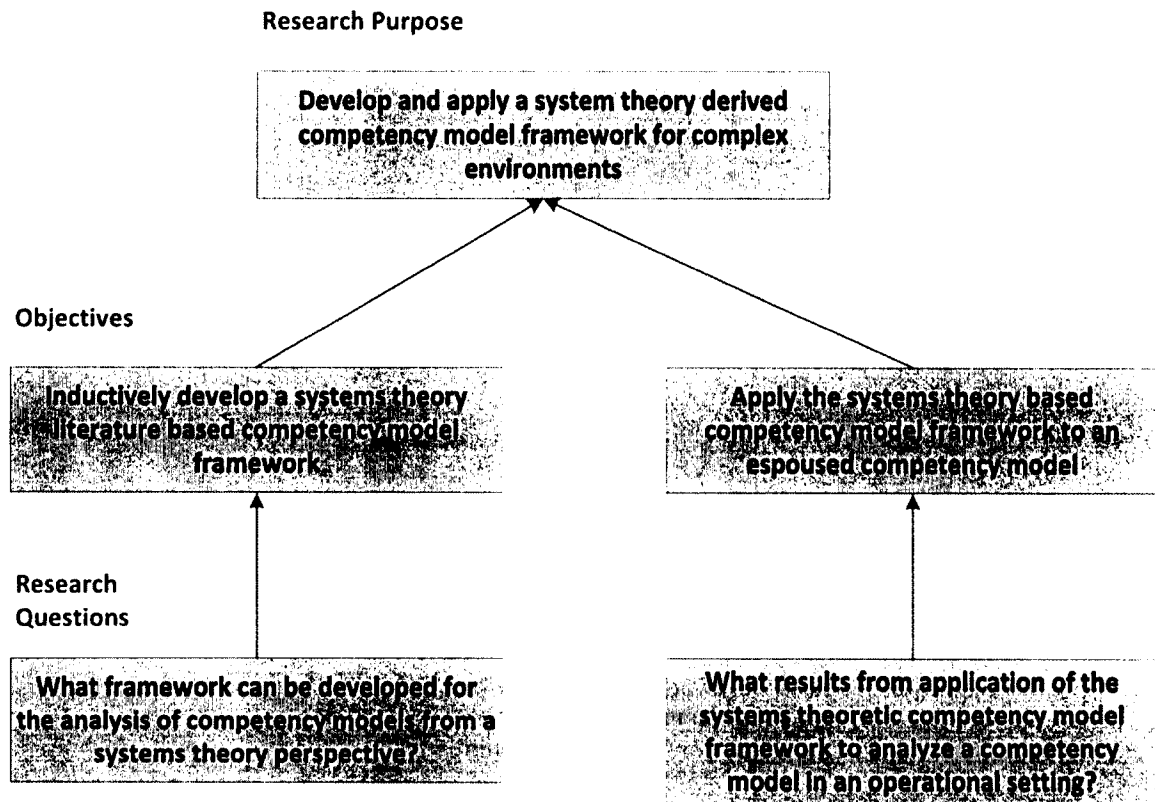 Research Purpose
Develop and apply a system theory derived
competency model framework for complex
environments
Objectives
Inductively develop a systems theory
literature based competency model
framework.
Apply the systems theory based
competency model framework to an
espoused competency model
Research
Questions
What framework can be developed for
the analysis of competency models from a
systems theory perspective?
What results from application of the
systems theoretic competency model
framework to analyze a competency
model in an operational setting?